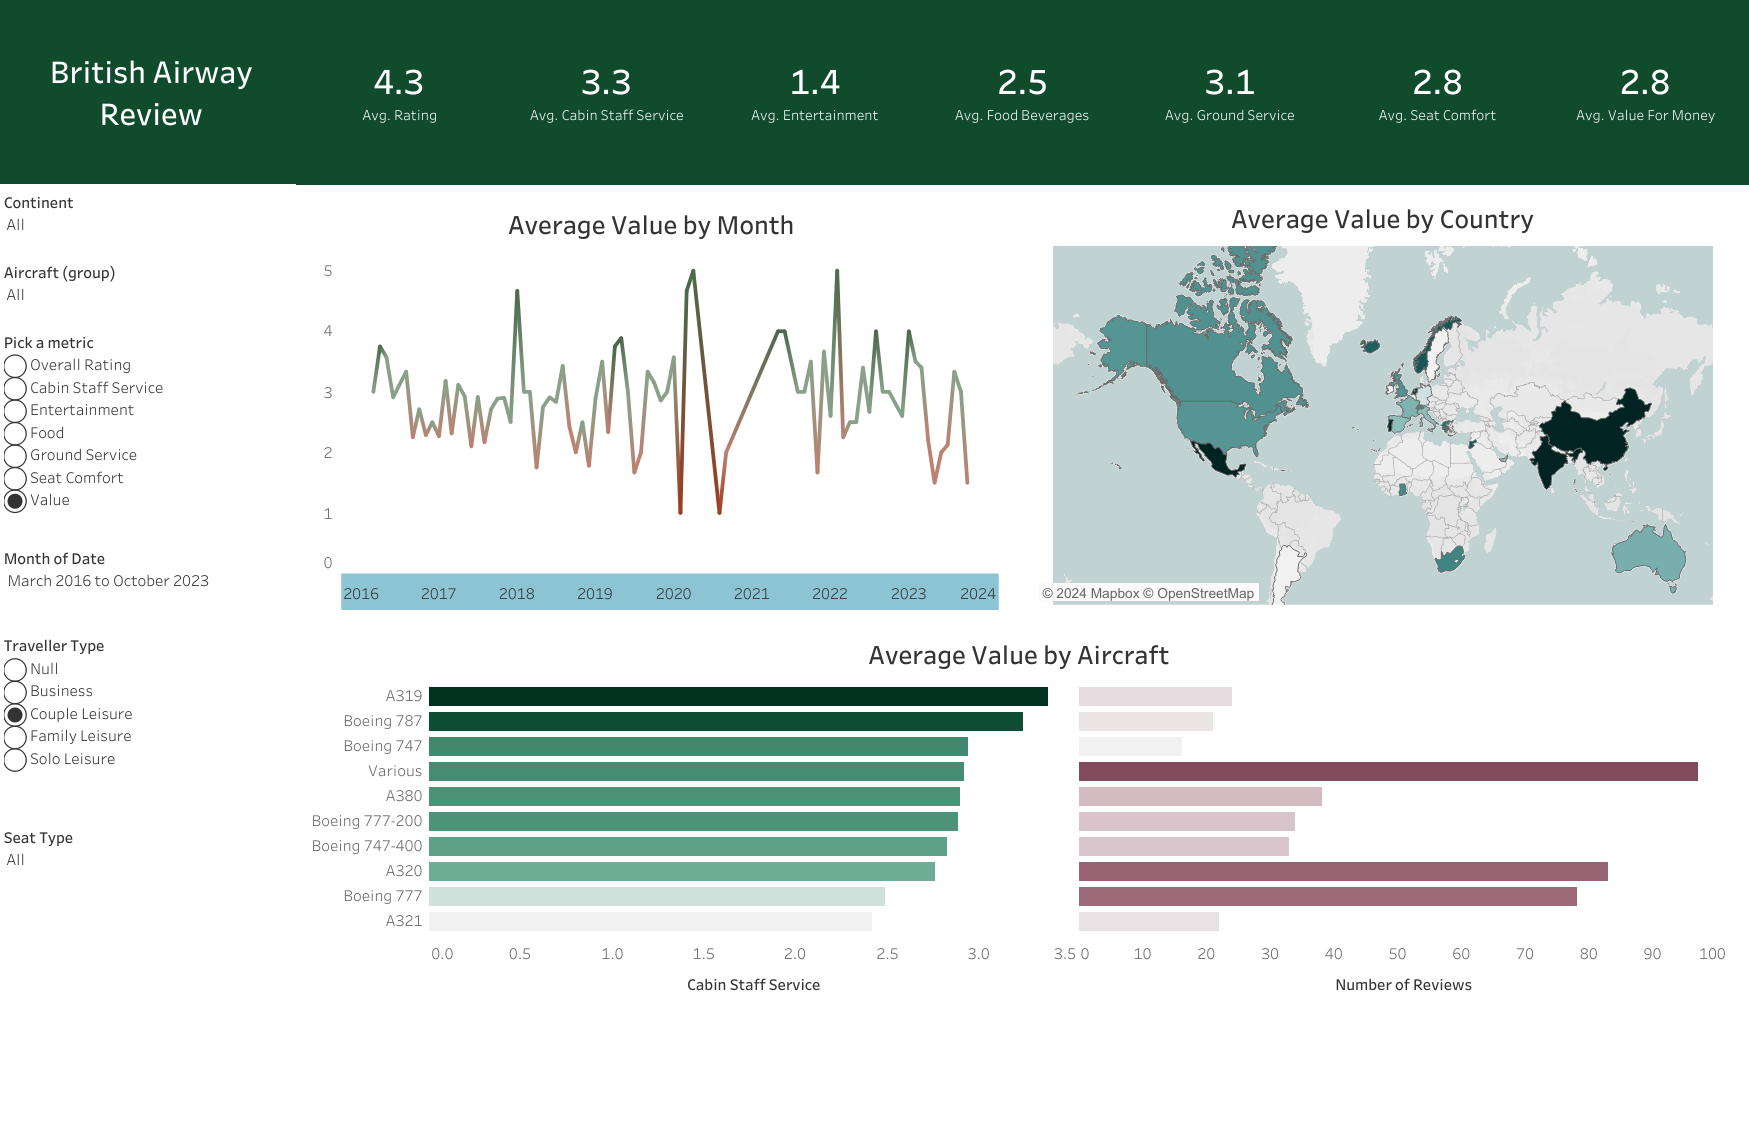 British Airway
Review
4.3
Avg. Rating
3.3
Avg. Cabin Staff Service
1.4
Avg. Entertainment
2.5
Avg. Food Beverages
3.1
Avg. Ground Service
2.8
Avg. Seat Comfort
2.8
Avg. Value For Money
Continent
All
Aircraft (group)
All
Pick a metric
Overall Rating
Cabin Staff Service
Entertainment
Food
Ground Service
Seat Comfort
Value
Month of Date
March 2016 to October 2023
Traveller Type
Null
Business
Couple Leisure
Family Leisure
Solo Leisure
Seat Type
All
Average Value by Month
5
4
3
2
1
0
2016 2017 2018 2019 2020 2021 2022 2023 2024
Average Value by Country
© 2024 Mapbox © OpenStreetMap
Average Value by Aircraft
A319
Boeing 787
Boeing 747
Various
A380
Boeing 777-200
Boeing 747-400
A320
Boeing 777
A321
0.0 0.5 1.0 1.5 2.0 2.5 3.0 3.5
Cabin Staff Service
0 10 20 30 40 50 60 70 80 90 100
Number of Reviews